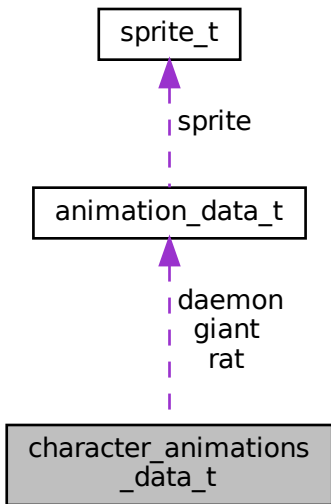 sprite_t
sprite
animation_data_t
daemon
giant
rat
character_animations
_data_t